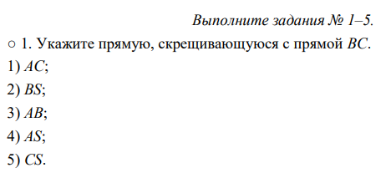 Выполните задания № 1–5.
○ 1. Укажите прямую, скрещивающуюся с прямой BC.
1) AC;
2) BS;
3) AB;
4) AS;
5) CS.